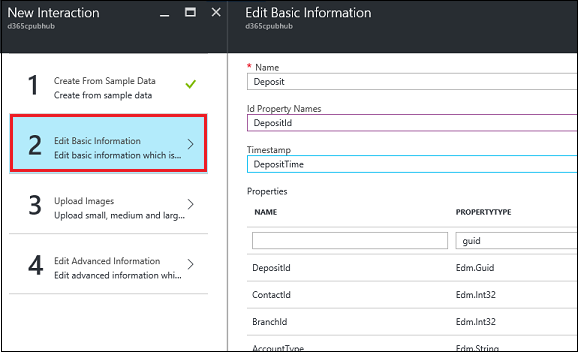 New Interaction
d365cpubhub
1
Create From Sample Data
Create from sample data
2
Edit Basic Information
Edit basic information which is...
3
Upload Images
Upload small, medium and larg...
4
Edit Advanced Information
Edit advanced information whi...
Edit Basic Information
d365cpubhub
* Name
Deposit
Id Property Names
DepositId
Timestamp
DepositTime
Properties
NAME PROPERTYTYPE
guid
DepositId Edm.Guid
ContactId Edm.Int32
BranchId Edm.Int32
AccountType Edm.String